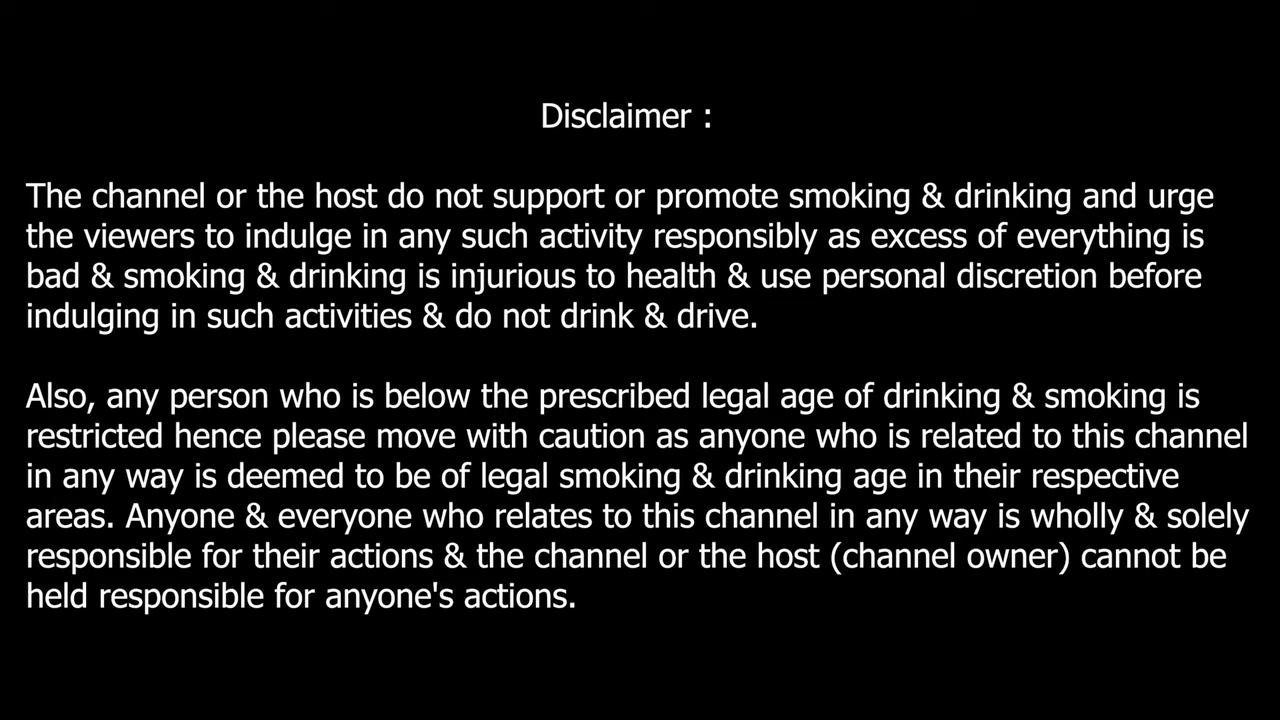 Disclaimer :
The channel or the host do not support or promote smoking & drinking and urge
the viewers to indulge in any such activity responsibly as excess of everything is
bad & smoking & drinking is injurious to health & use personal discretion before
indulging in such activities & do not drink & drive.
Also, any person who is below the prescribed legal age of drinking & smoking is
restricted hence please move with caution as anyone who is related to this channel
in any way is deemed to be of legal smoking & drinking age in their respective
areas. Anyone & everyone who relates to this channel in any way is wholly & solely
responsible for their actions & the channel or the host (channel owner) cannot be
held responsible for anyone's actions.